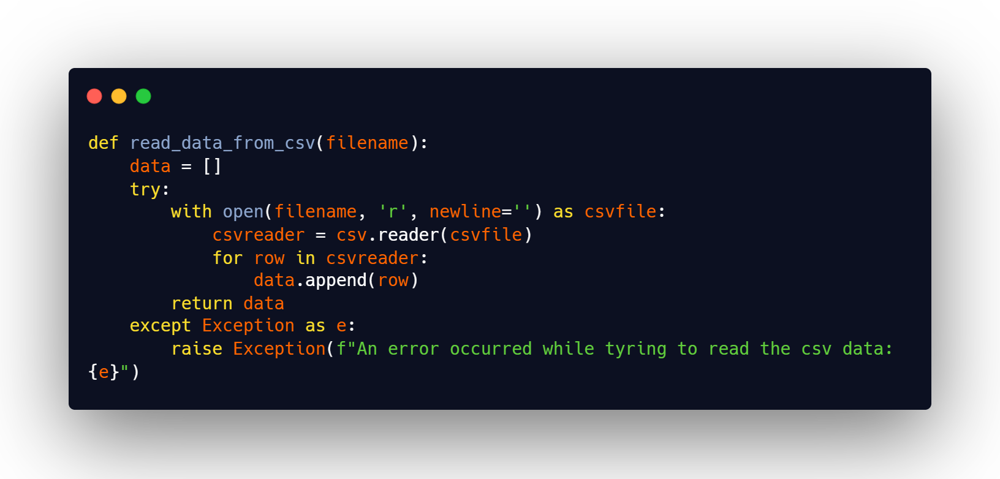 def read_data_from_csv(filename):
    data = []
    try:
        with open(filename, 'r', newline='') as csvfile:
            csvreader = csv.reader(csvfile)
            for row in csvreader:
                data.append(row)
        return data
    except Exception as e:
        raise Exception(f"An error occurred while tyring to read the csv data:
{e}")